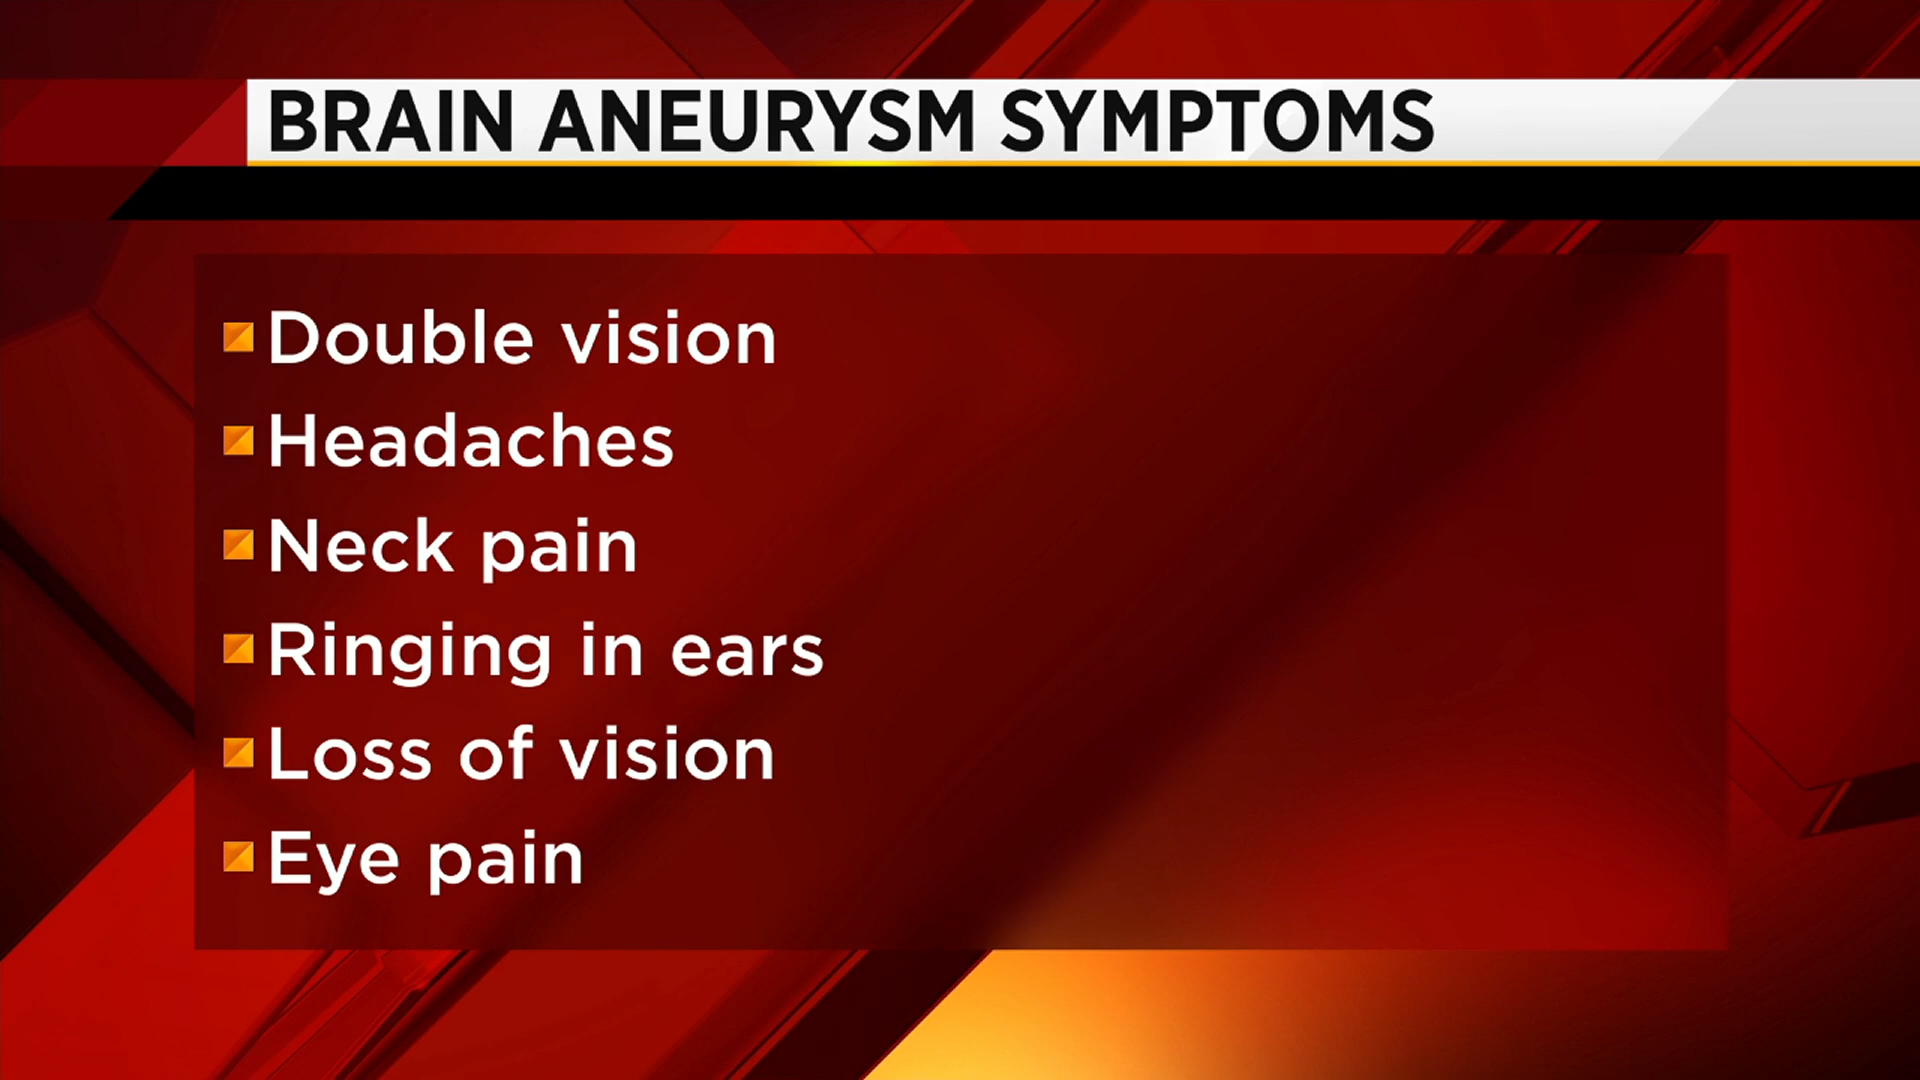 BRAIN ANEURYSM SYMPTOMS
Double vision
Headaches
Neck pain
Ringing in ears
Loss of vision
Eye pain